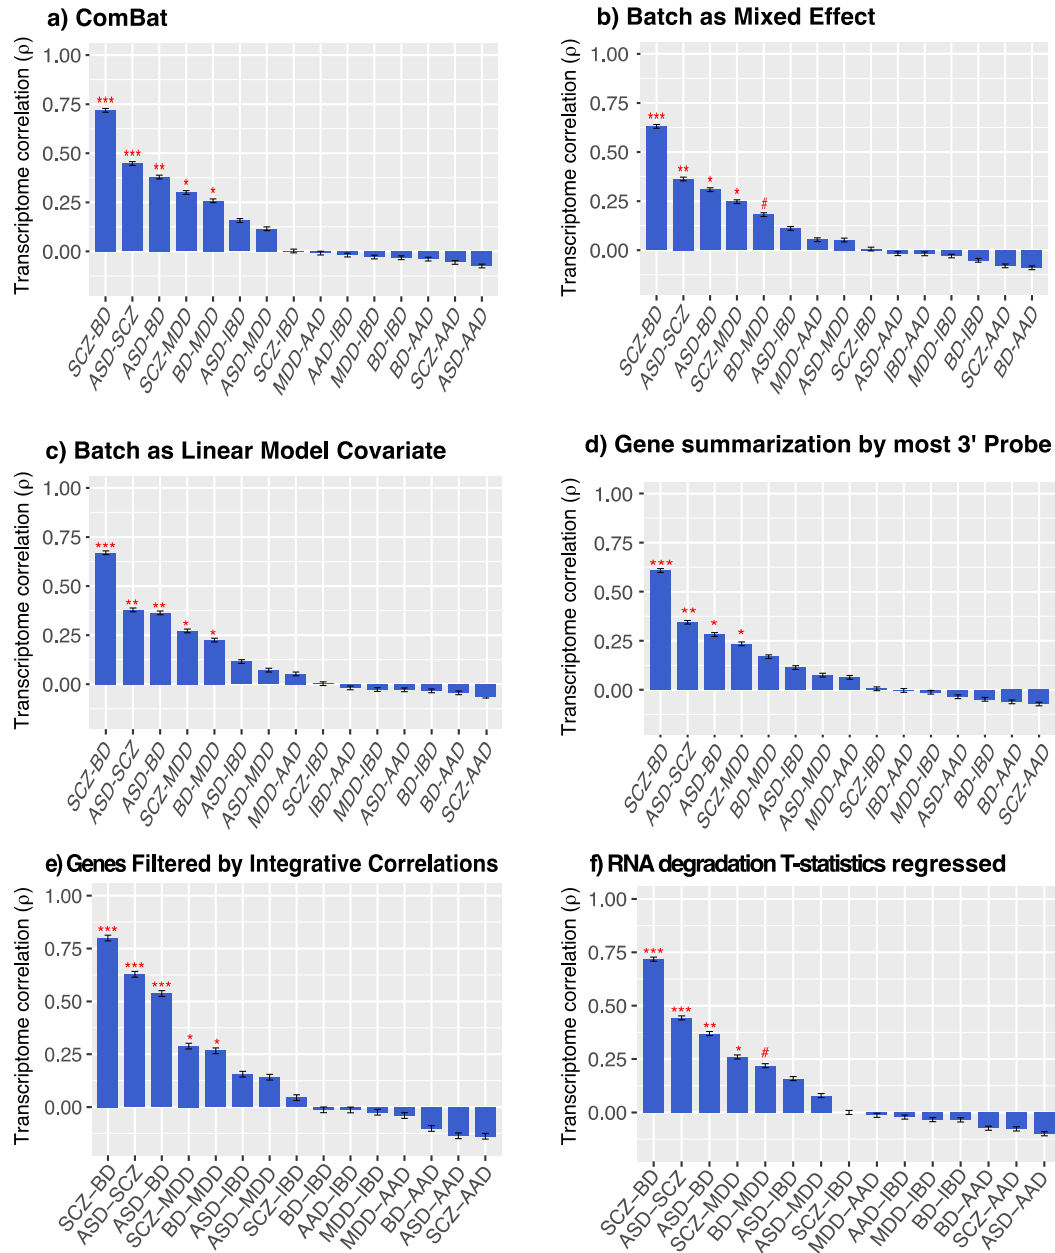 a) ComBat
Transcriptome correlation (ρ)
1.00
0.75
0.50
0.25
0.00
***
***
**
*
*
SCZ-BD
ASD-SCZ
ASD-BD
SCZ-MDD
BD-MDD
ASD-IBD
ASD-MDD
SCZ-IBD
MDD-AAD
AAD-IBD
MDD-IBD
BD-IBD
BD-AAD
SCZ-AAD
ASD-AAD
b) Batch as Mixed Effect
Transcriptome correlation (ρ)
1.00
0.75
0.50
0.25
0.00
***
**
*
*
#
SCZ-BD
ASD-SCZ
ASD-BD
SCZ-MDD
BD-MDD
ASD-IBD
MDD-AAD
ASD-MDD
SCZ-IBD
ASD-AAD
IBD-AAD
MDD-IBD
BD-IBD
SCZ-AAD
BD-AAD
c) Batch as Linear Model Covariate
Transcriptome correlation (ρ)
1.00
0.75
0.50
0.25
0.00
***
**
**
*
*
SCZ-BD
ASD-SCZ
ASD-BD
SCZ-MDD
BD-MDD
ASD-IBD
ASD-MDD
MDD-AAD
SCZ-IBD
IBD-AAD
MDD-IBD
ASD-AAD
BD-IBD
BD-AAD
SCZ-AAD
d) Gene summarization by most 3' Probe
Transcriptome correlation (ρ)
1.00
0.75
0.50
0.25
0.00
***
**
*
*
SCZ-BD
ASD-SCZ
ASD-BD
SCZ-MDD
BD-MDD
ASD-IBD
ASD-MDD
MDD-AAD
SCZ-IBD
IBD-AAD
MDD-IBD
ASD-AAD
BD-IBD
BD-AAD
SCZ-AAD
e) Genes Filtered by Integrative Correlations
Transcriptome correlation (ρ)
1.00
0.75
0.50
0.25
0.00
***
***
***
*
*
SCZ-BD
ASD-SCZ
ASD-BD
SCZ-MDD
BD-MDD
ASD-IBD
ASD-MDD
SCZ-IBD
BD-IBD
AAD-IBD
MDD-IBD
MDD-AAD
BD-AAD
ASD-AAD
SCZ-AAD
f) RNA degradation T-statistics regressed
Transcriptome correlation (ρ)
1.00
0.75
0.50
0.25
0.00
***
***
**
*
#
SCZ-BD
ASD-SCZ
ASD-BD
SCZ-MDD
BD-MDD
ASD-IBD
ASD-MDD
SCZ-IBD
MDD-AAD
AAD-IBD
MDD-IBD
BD-IBD
BD-AAD
SCZ-AAD
ASD-AAD